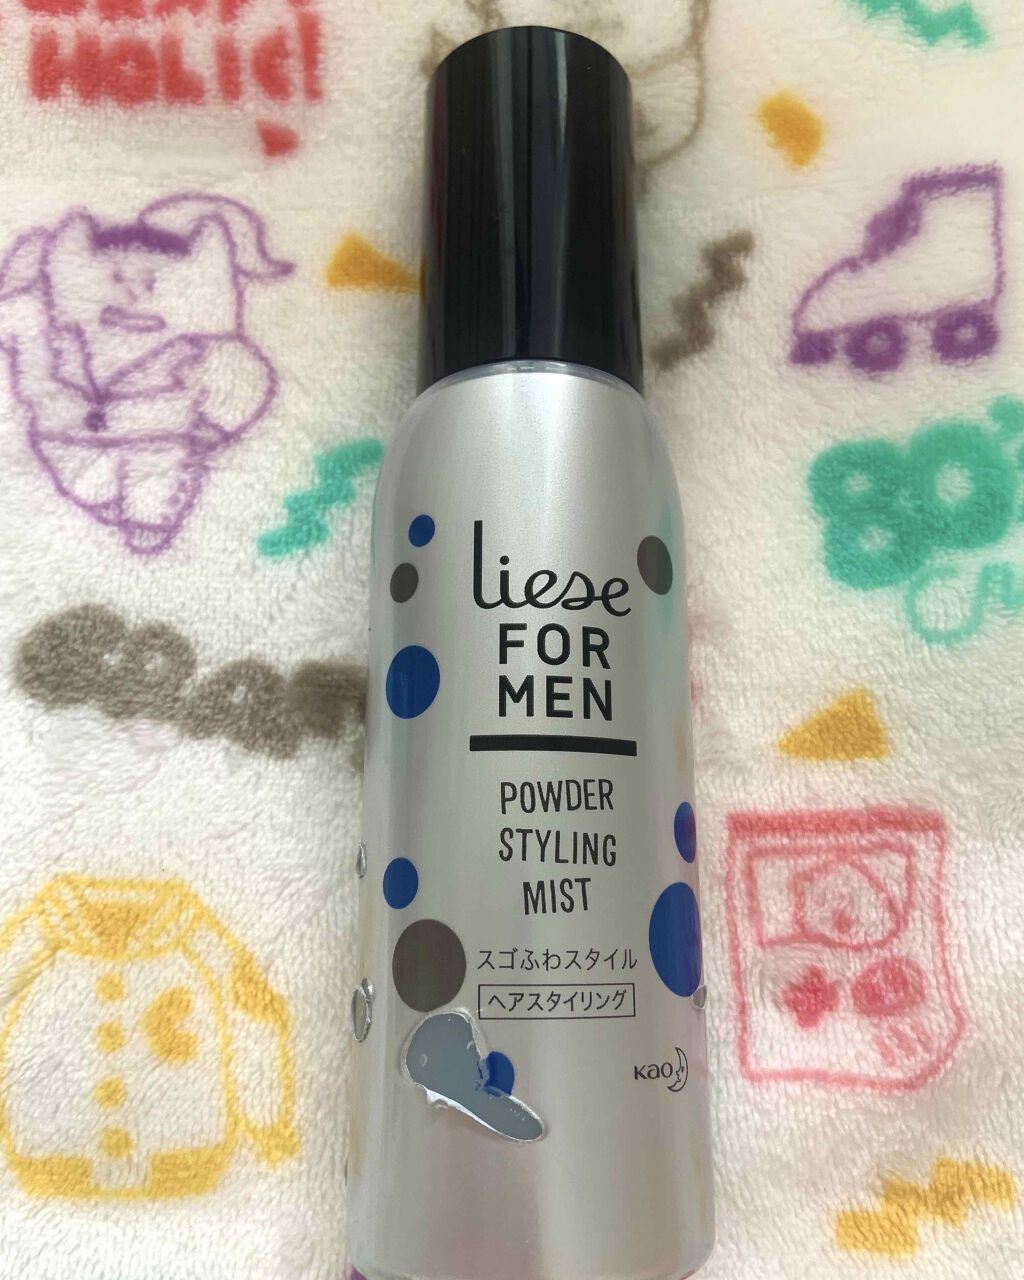 HOLIC!
80's
liese
FOR
MEN
POWDER
STYLING
MIST
スゴふわスタイル
ヘアスタイリング
Kao